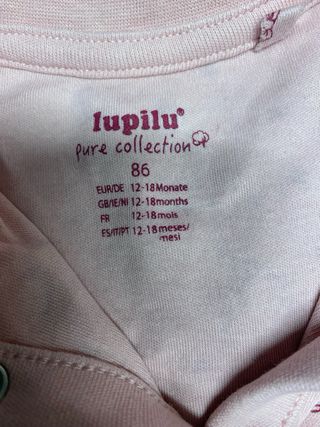 lupilu®
pure collection
86
EUR/DE 12-18 Monate
GB/IE/NI 12-18 months
FR 12-18 mois
ES/IT/PT 12-18 meses/
mesi